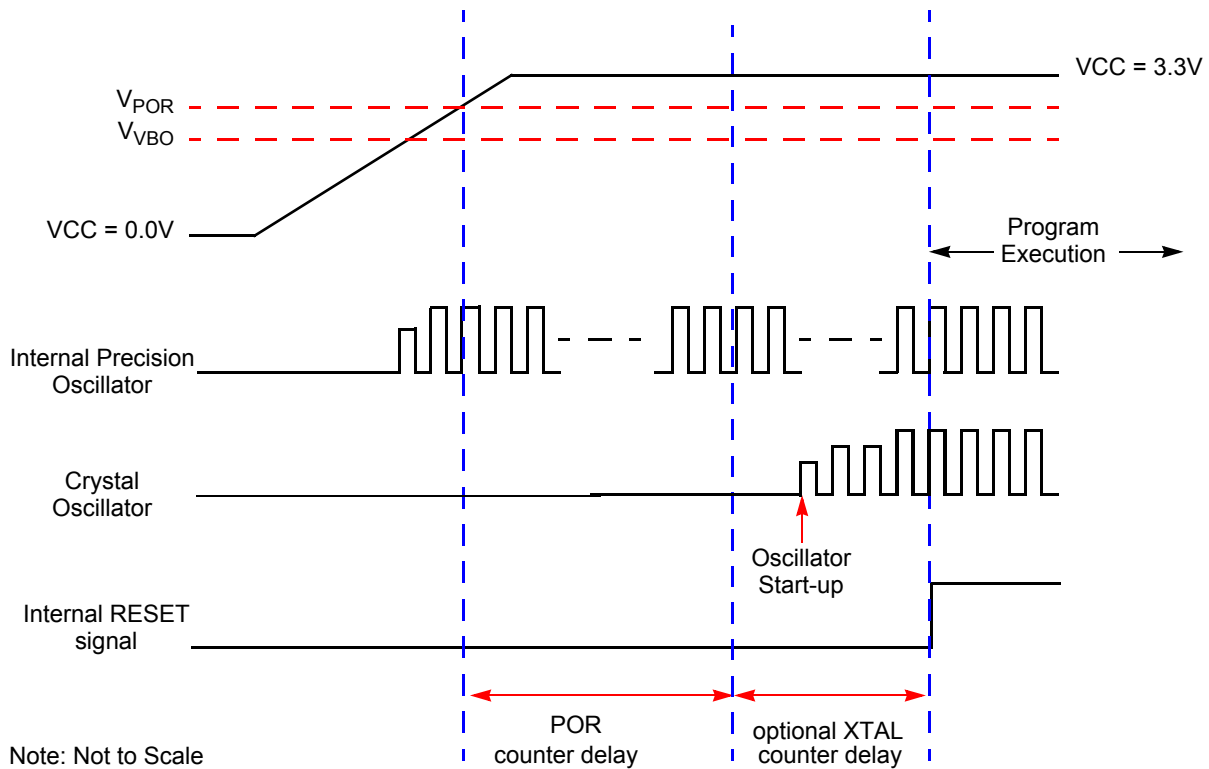 VCC = 3.3V
VPOR
VVBO
VCC = 0.0V
Program
Execution
Internal Precision
Oscillator
Crystal
Oscillator
Oscillator
Start-up
Internal RESET
signal
POR
counter delay
optional XTAL
counter delay
Note: Not to Scale